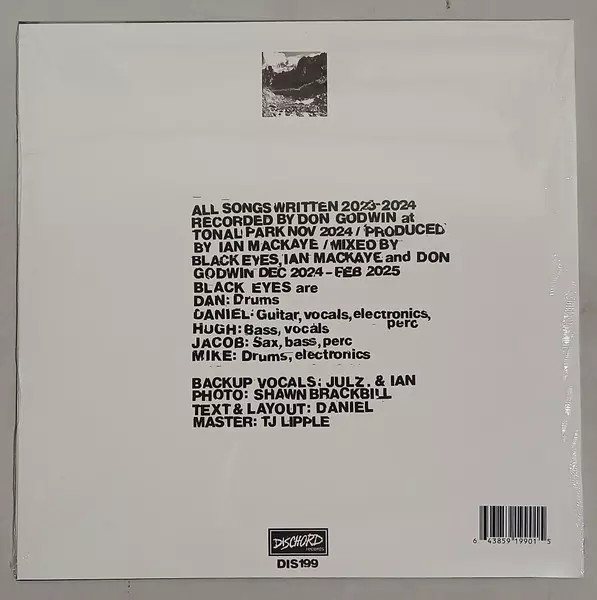 ALL SONGS WRITTEN 2023-2024
RECORDED BY DON GODWIN at
TONAL PARK NOV 2024 / PRODUCED
BY IAN MACKAYE / MIXED BY
BLACK EYES, IAN MACKAYE and DON
GODWIN DEC 2024 - FEB 2025
BLACK EYES are
DAN: Drums
DANIEL: Guitar, vocals, electronics,
perc
HUGH: Bass, vocals
JACOB: Sax, bass, perc
MIKE: Drums, electronics
BACKUP VOCALS: JULZ. & IAN
PHOTO: SHAWN BRACKBILL
TEXT & LAYOUT: DANIEL
MASTER: TJ LIPPLE
DISCHORD
records
DIS199
6 43859 19901 5